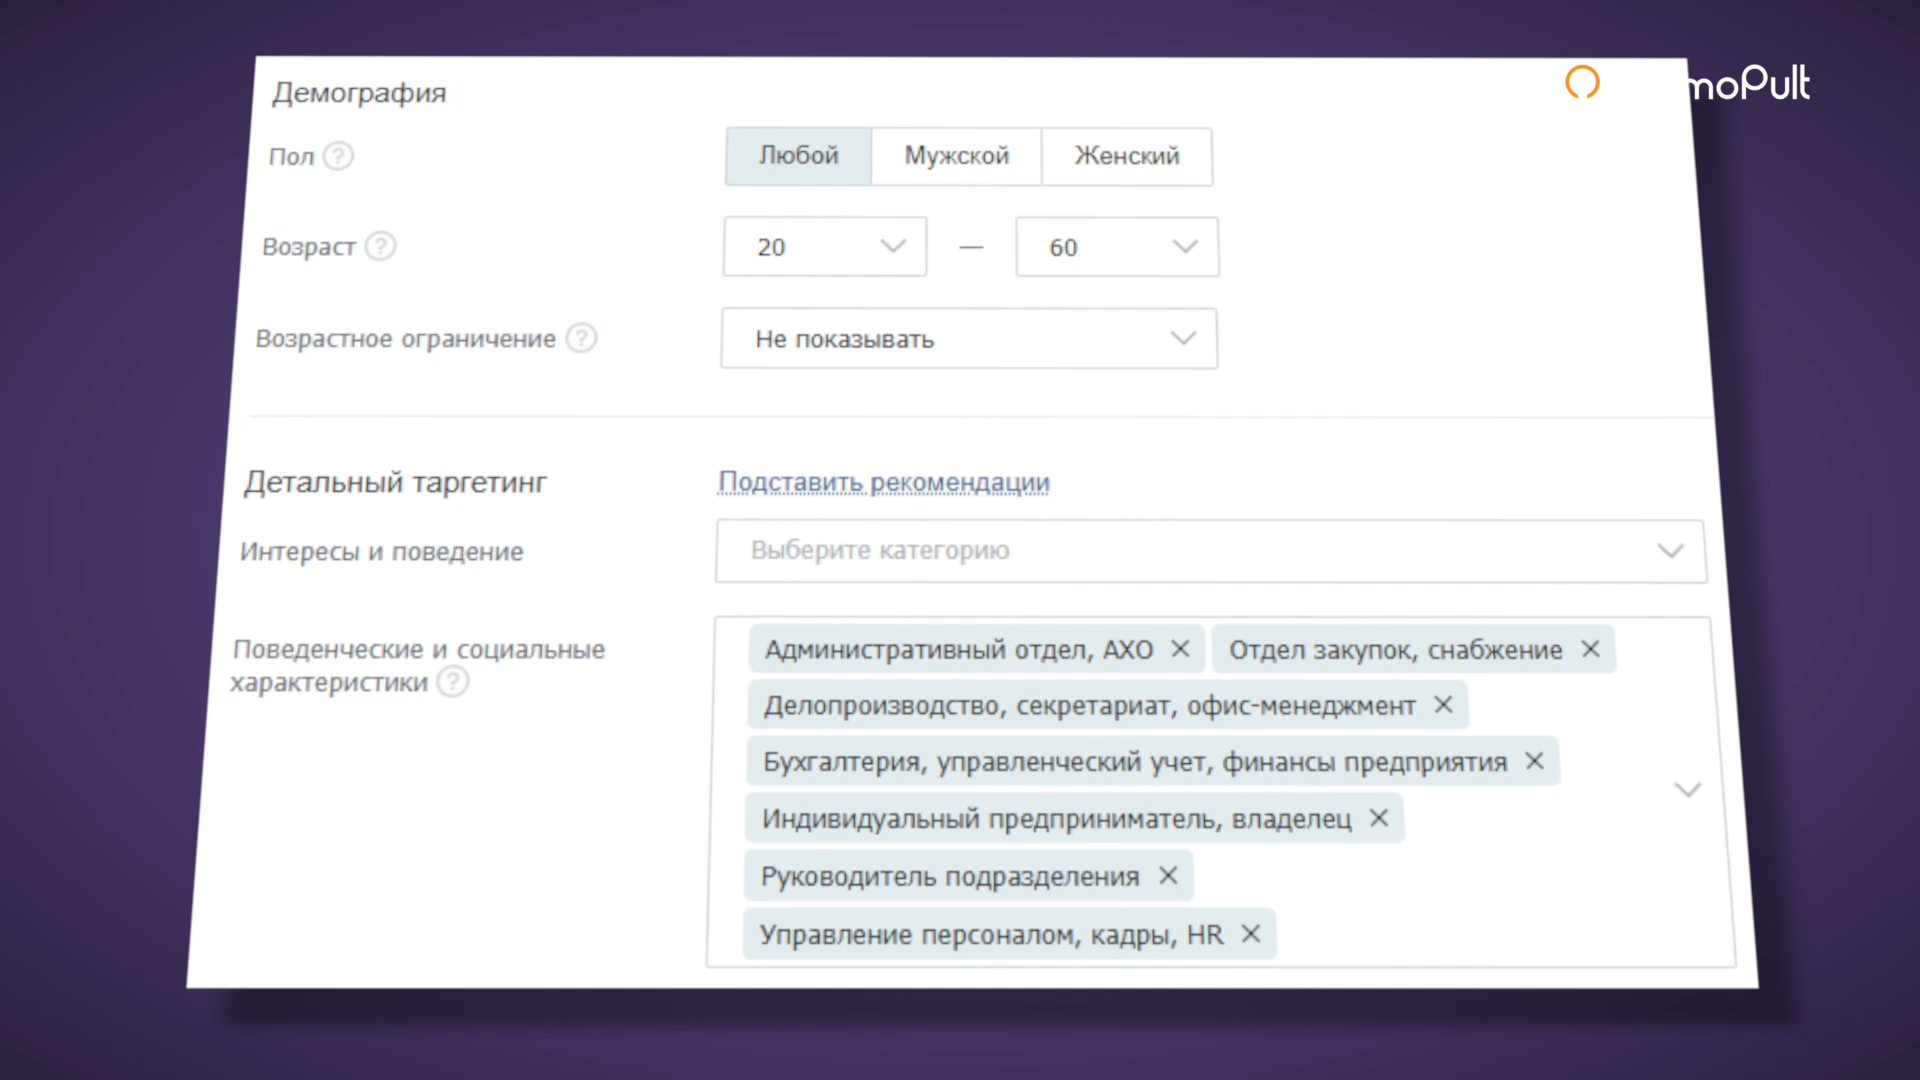 Демография
Пол ? Любой Мужской Женский
Возраст ? 20 — 60
Возрастное ограничение ? Не показывать
Детальный таргетинг Подставить рекомендации
Интересы и поведение Выберите категорию
Поведенческие и социальные
характеристики ?
Административный отдел, АХО × Отдел закупок, снабжение ×
Делопроизводство, секретариат, офис-менеджмент ×
Бухгалтерия, управленческий учет, финансы предприятия ×
Индивидуальный предприниматель, владелец ×
Руководитель подразделения ×
Управление персоналом, кадры, HR ×